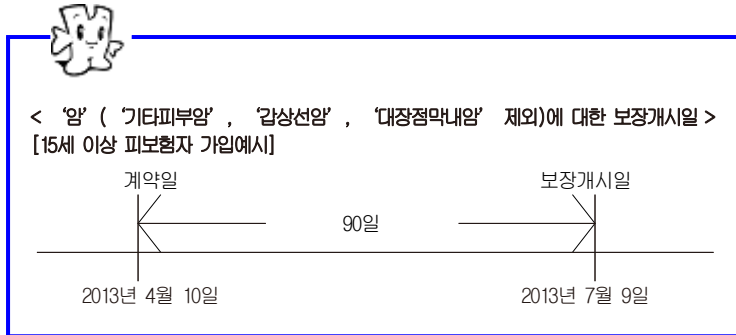 < ‘암’ ( ‘기타피부암’ , ‘갑상선암’ , ‘대장점막내암’ 제외)에 대한 보장개시일 >
[15세 이상 피보험자 가입예시]
계약일 보장개시일
90일
2013년 4월 10일 2013년 7월 9일